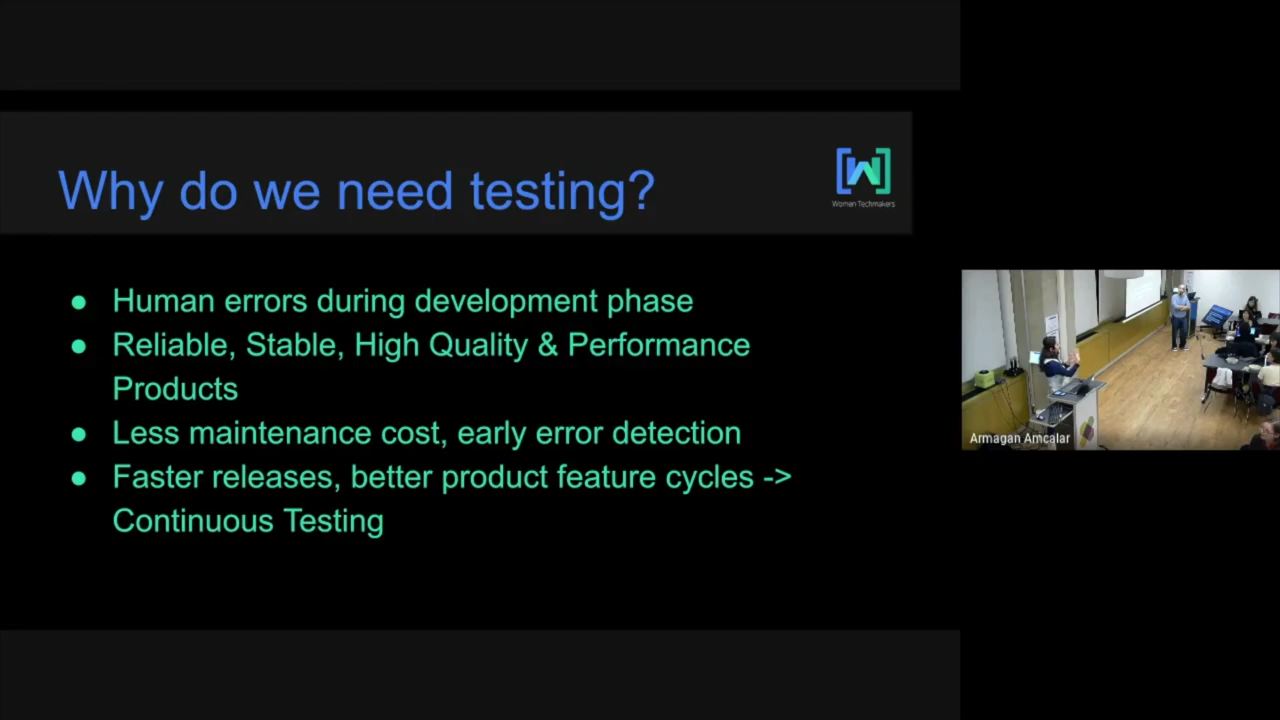 Why do we need testing?
Women Techmakers
● Human errors during development phase
● Reliable, Stable, High Quality & Performance
Products
● Less maintenance cost, early error detection
● Faster releases, better product feature cycles ->
Continuous Testing
Armagan Amcalar